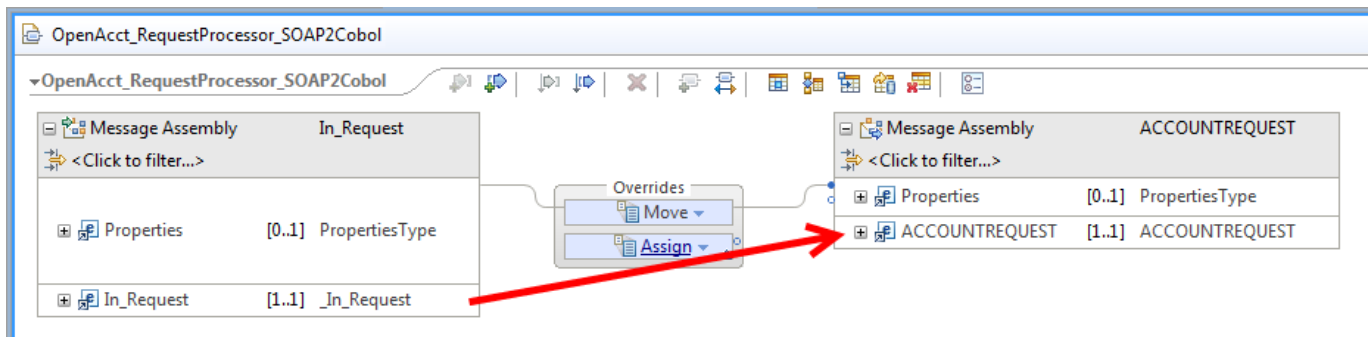 OpenAcct_RequestProcessor_SOAP2Cobol
OpenAcct_RequestProcessor_SOAP2Cobol
Message Assembly In_Request
<Click to filter...>
Properties [0..1] PropertiesType
In_Request [1..1] _In_Request
Overrides
Move
Assign
Message Assembly ACCOUNTREQUEST
<Click to filter...>
Properties [0..1] PropertiesType
ACCOUNTREQUEST [1..1] ACCOUNTREQUEST